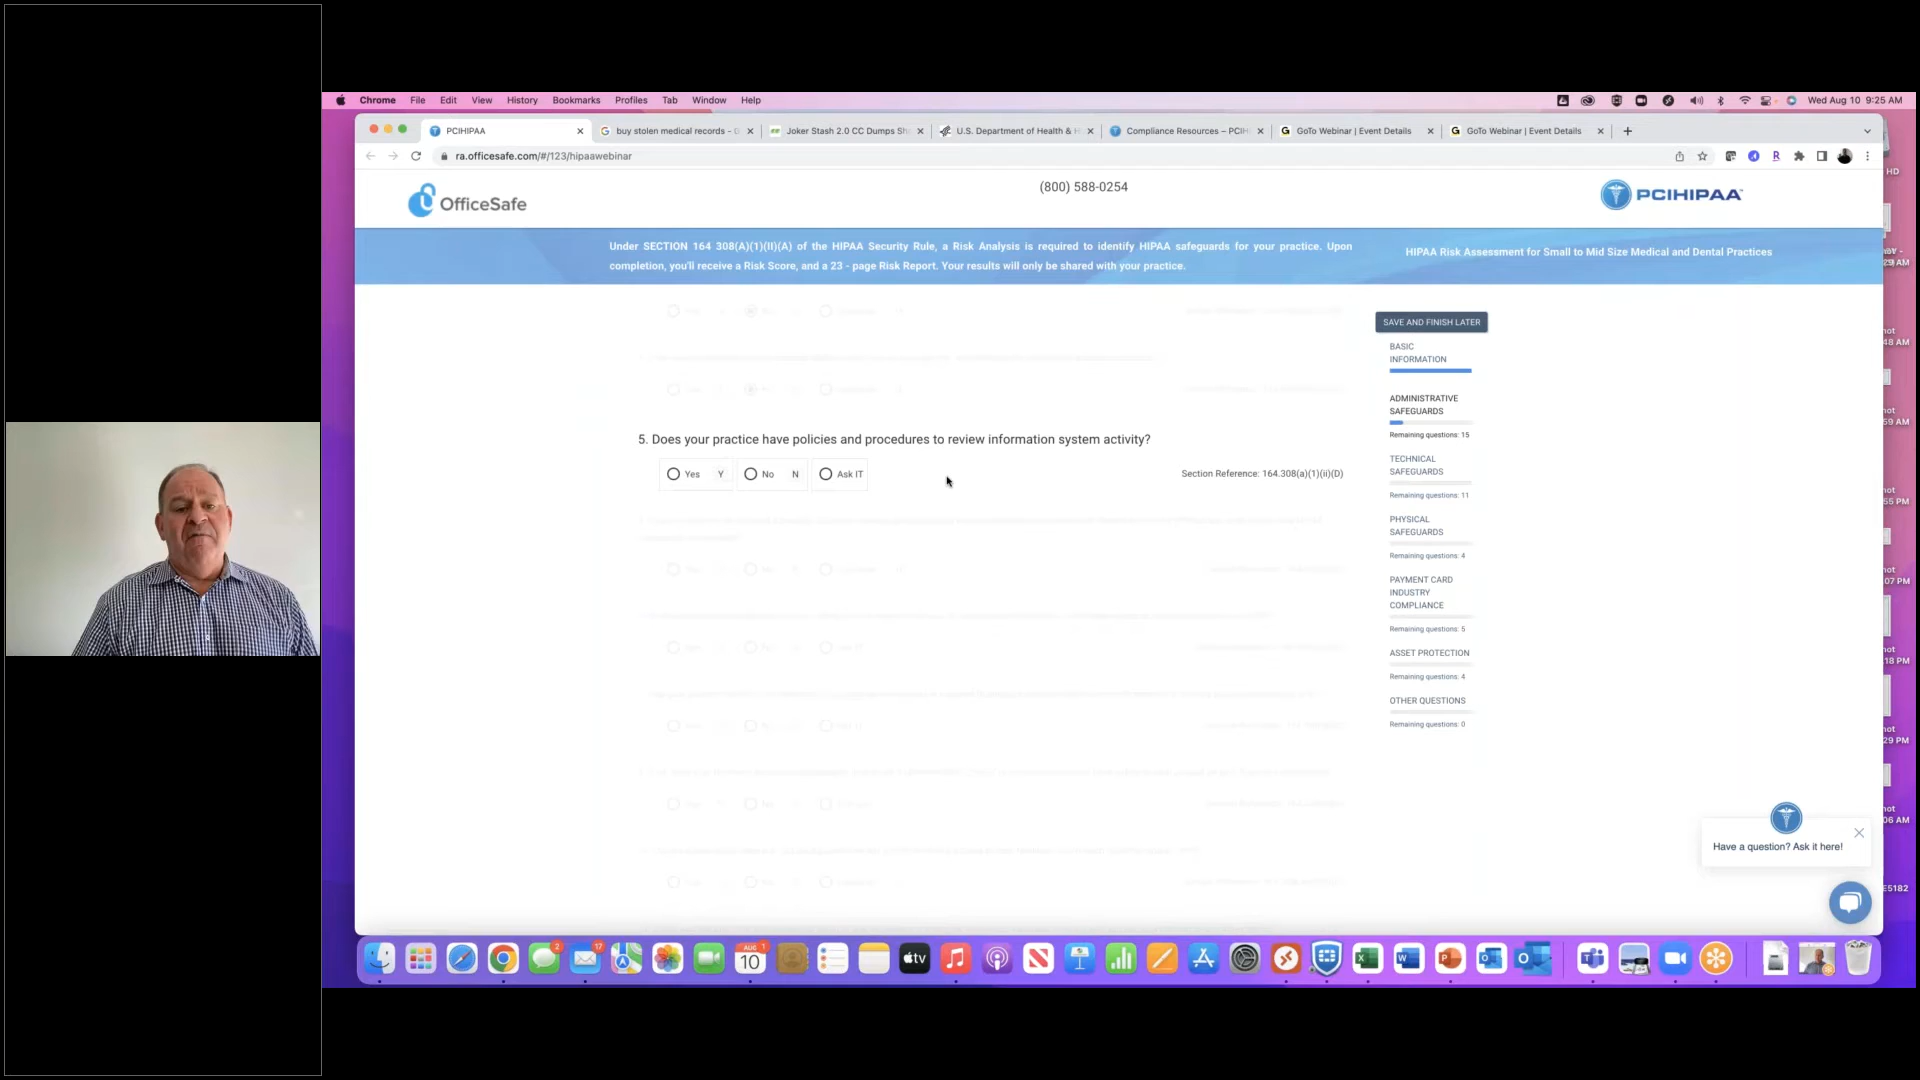 Chrome File Edit View History Bookmarks Profiles Tab Window Help
Wed Aug 10 9:25 AM
PCIHIPAA
buy stolen medical records - G
Joker Stash 2.0 CC Dumps Sh
U.S. Department of Health & H
Compliance Resources – PCIH
GoTo Webinar | Event Details
GoTo Webinar | Event Details
ra.officesafe.com/#/123/hipaawebinar
HD
OfficeSafe
(800) 588-0254
PCIHIPAA
Under SECTION 164 308(A)(1)(II)(A) of the HIPAA Security Rule, a Risk Analysis is required to identify HIPAA safeguards for your practice. Upon
completion, you'll receive a Risk Score, and a 23 - page Risk Report. Your results will only be shared with your practice.
HIPAA Risk Assessment for Small to Mid Size Medical and Dental Practices
SAVE AND FINISH LATER
BASIC
INFORMATION
ADMINISTRATIVE
SAFEGUARDS
Remaining questions: 15
5. Does your practice have policies and procedures to review information system activity?
Yes Y No N Ask IT
Section Reference: 164.308(a)(1)(ii)(D)
TECHNICAL
SAFEGUARDS
Remaining questions: 11
PHYSICAL
SAFEGUARDS
Remaining questions: 4
PAYMENT CARD
INDUSTRY
COMPLIANCE
Remaining questions: 5
ASSET PROTECTION
Remaining questions: 4
OTHER QUESTIONS
Remaining questions: 0
Have a question? Ask it here!
E5182
2
17
AUG 1
10
tv